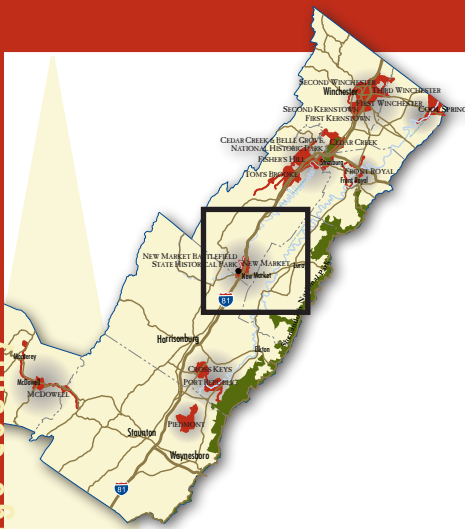 SECOND WINCHESTER
Winchester
THIRD WINCHESTER
FIRST WINCHESTER
COOL SPRING
SECOND KERNSTOWN
FIRST KERNSTOWN
CEDAR CREEK & BELLE GROVE
NATIONAL HISTORIC PARK
CEDAR CREEK
FISHER'S HILL
Strasburg
TOM'S BROOK
FRONT ROYAL
Front Royal
NEW MARKET BATTLEFIELD
STATE HISTORICAL PARK
NEW MARKET
New Market
Luray
81
Harrisonburg
Elkton
Monterey
McDowell
MCDOWELL
CROSS KEYS
PORT REPUBLIC
PIEDMONT
Staunton
Waynesboro
81